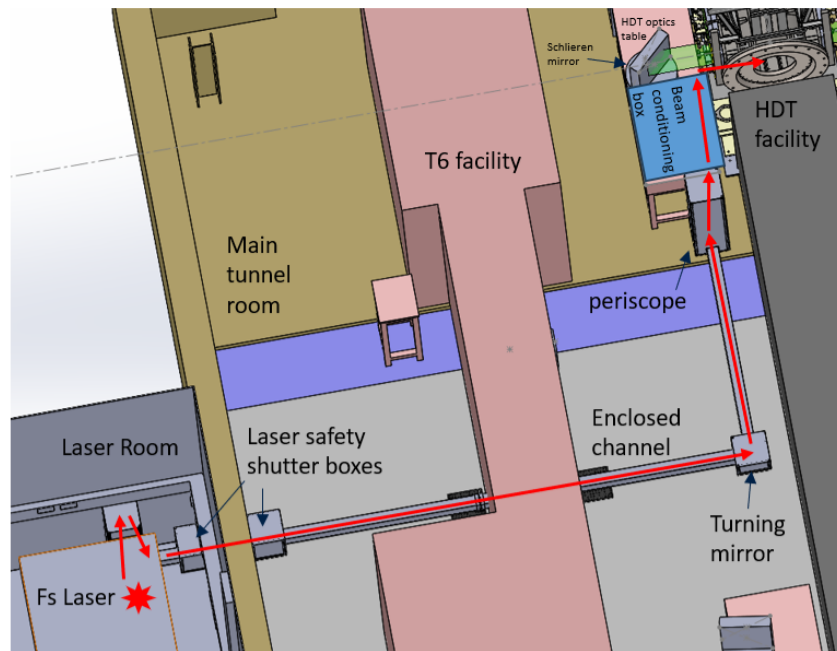 HDT optics
table
Schlieren
mirror
Beam conditioning
box
HDT
facility
T6 facility
Main
tunnel
room
periscope
Laser Room
Laser safety
shutter boxes
Enclosed
channel
Turning
mirror
Fs Laser